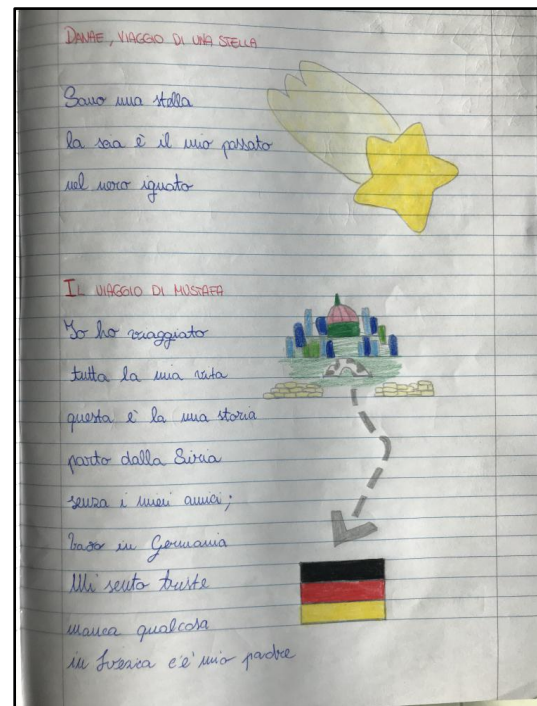 DANAE, VIAGGIO DI UNA STELLA
Sono una stella
la scia è il mio passato
nel nero ignoto
IL VIAGGIO DI MUSTAFA
Io ho viaggiato
tutta la mia vita
questa è la mia storia
parto dalla Siria
senza i miei amici;
in Germania
Mi sento triste
manca qualcosa
in Svezia c'è mio padre